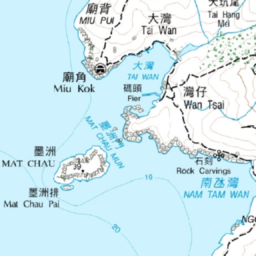 廟背
MIU PUI
大灣
Tai Wan
大坑尾
Tai Hang
Mei
大灣
TAI WAN
廟角
Miu Kok
碼頭
Pier
灣仔
Wan Tsai
墨洲門
MAT CHAU MUN
墨洲
MAT CHAU
石刻
Rock Carvings
墨洲排
Mat Chau Pai
南氹灣
NAM TAM WAN
19
20
NG